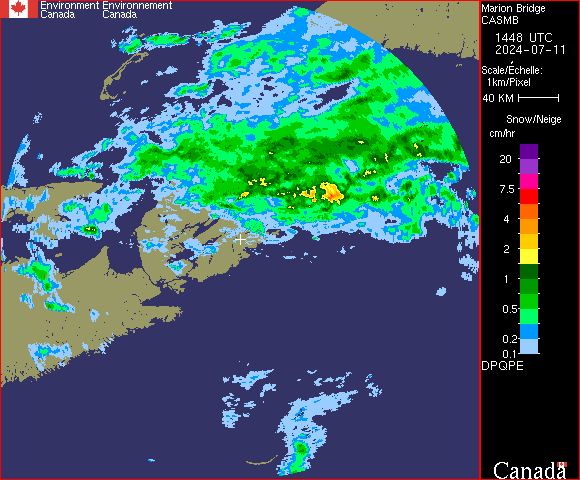 Environment Environnement
Canada Canada
Marion Bridge
CASMB
1448 UTC
2024-07-11
Scale/Echelle:
1km/Pixel
40 KM
Snow/Neige
cm/hr
20
7.5
4
2
1
0.5
0.2
0.1
DPQPE
Canada